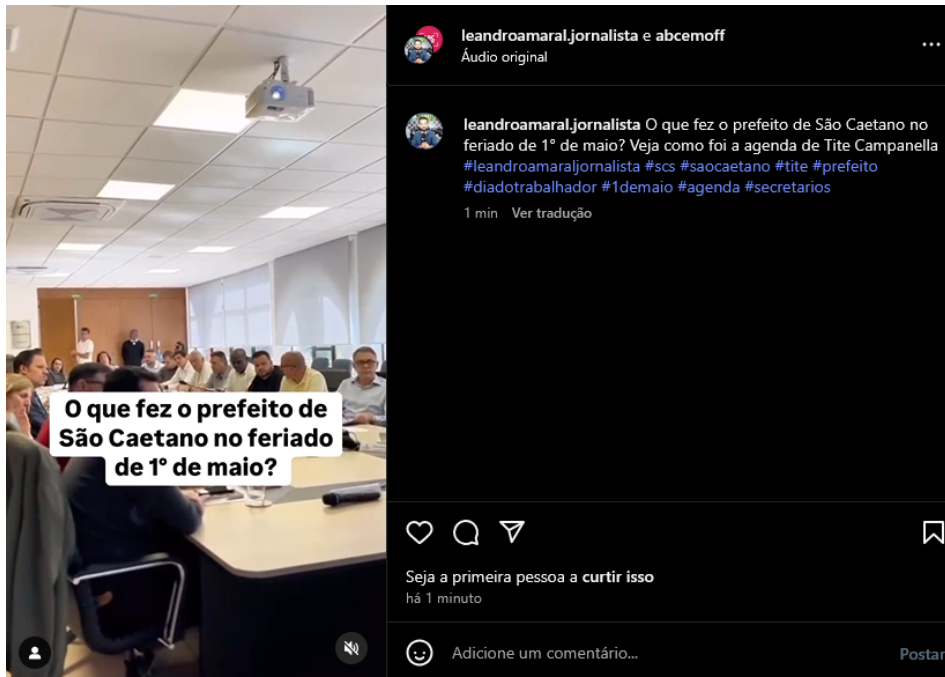 O que fez o prefeito de
São Caetano no feriado
de 1º de maio?
leandroamaral.jornalista e abcemoff
Áudio original
leandroamaral.jornalista O que fez o prefeito de São Caetano no
feriado de 1° de maio? Veja como foi a agenda de Tite Campanella
#leandroamaraljornalista #scs #saocaetano #tite #prefeito
#diadotrabalhador #1demaio #agenda #secretarios
1 min Ver tradução
Seja a primeira pessoa a curtir isso
há 1 minuto
Adicione um comentário...
Postar